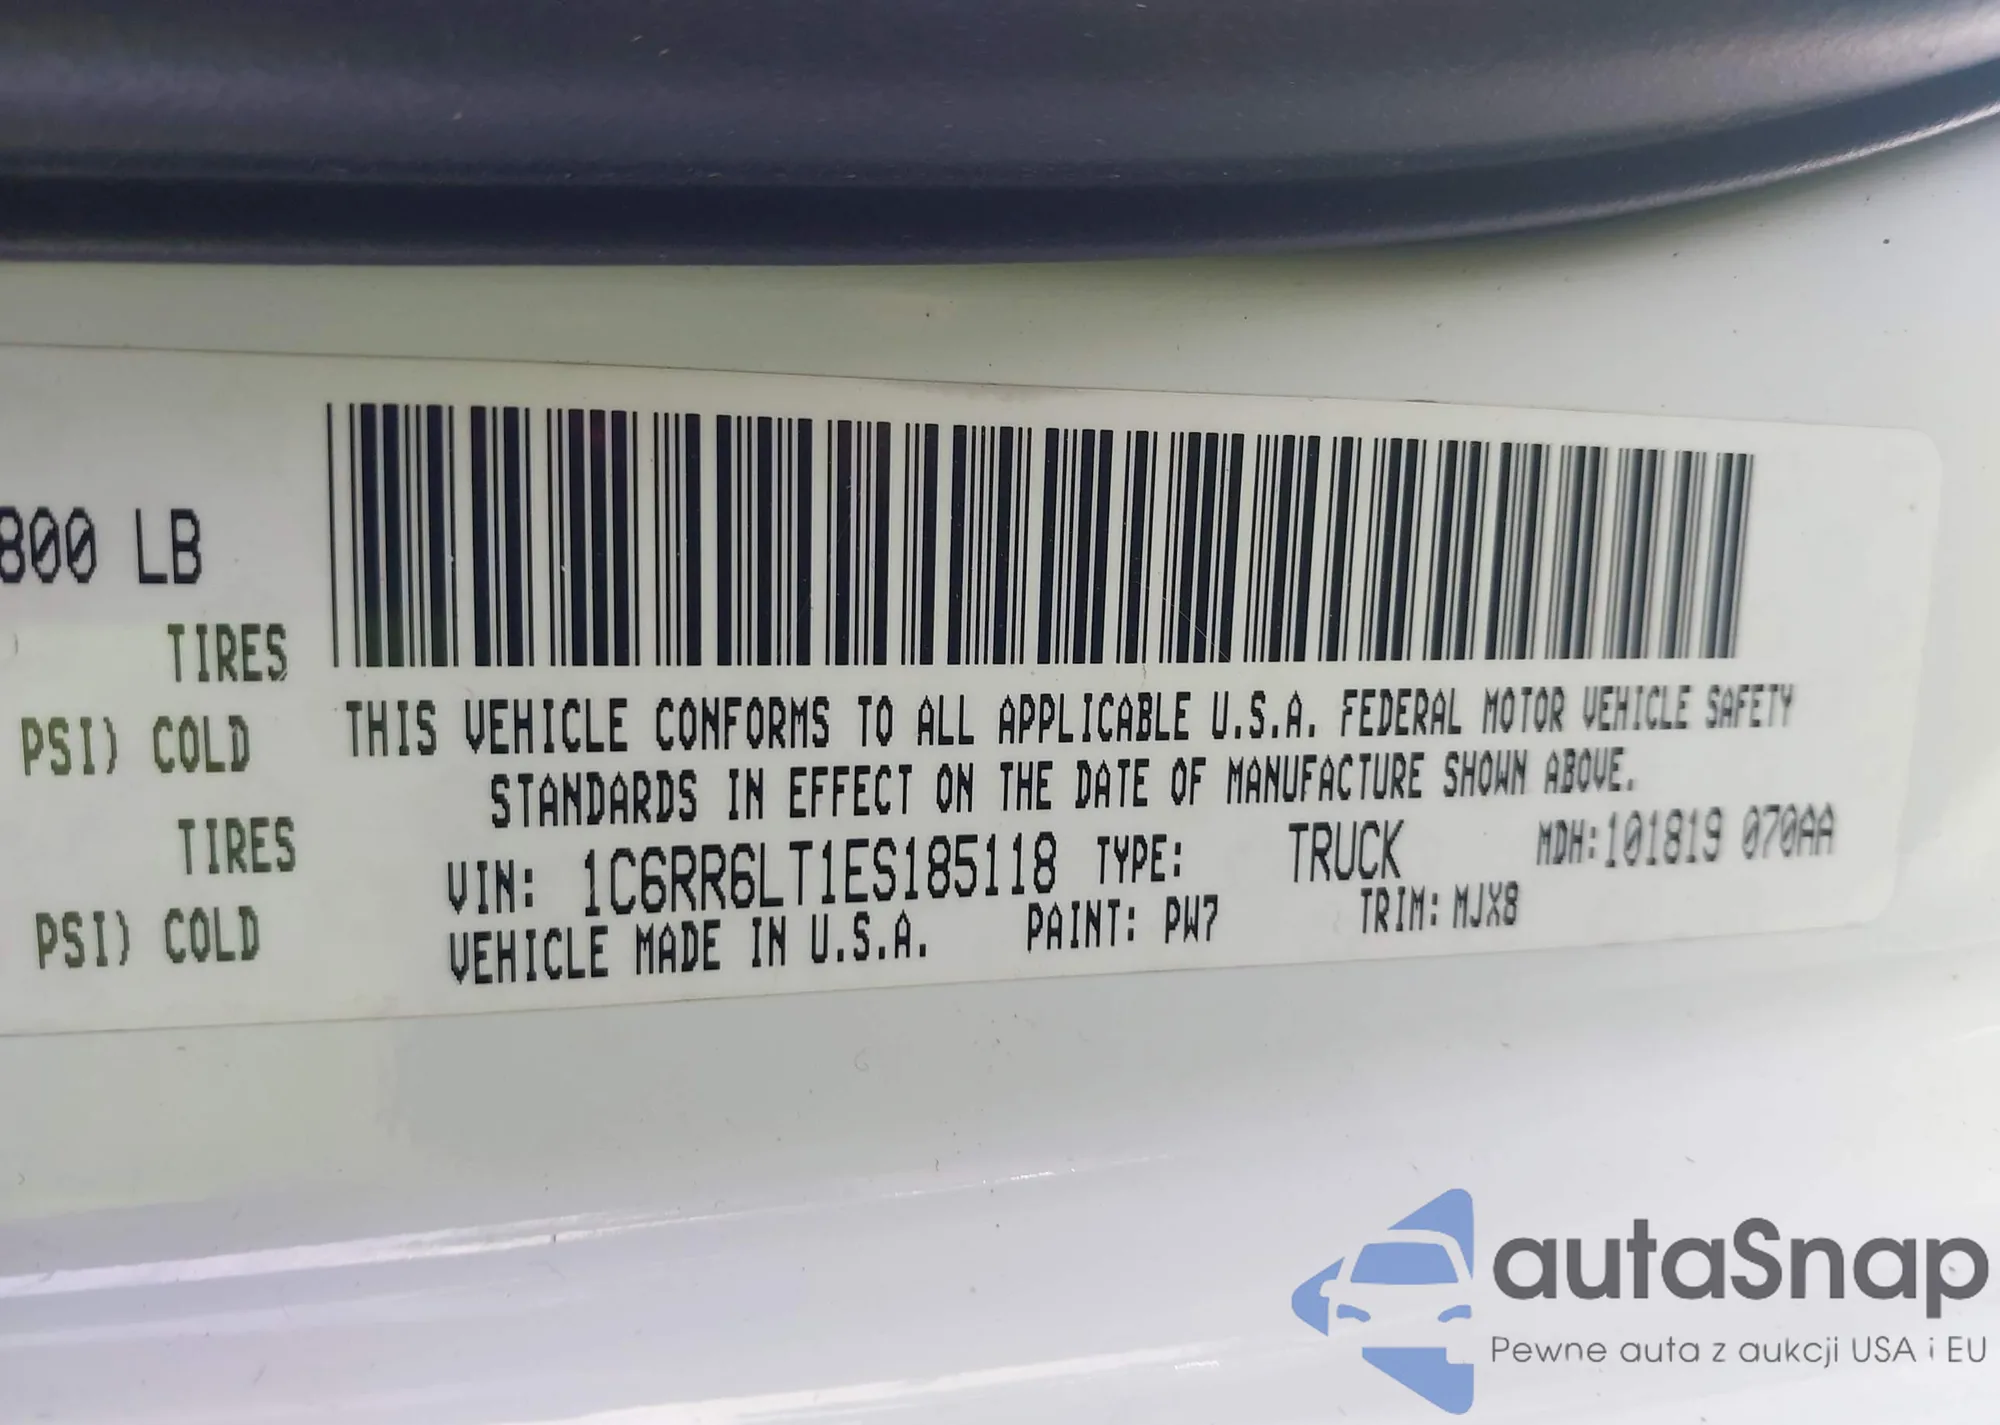 800 LB
TIRES
PSI) COLD
TIRES
PSI) COLD
THIS VEHICLE CONFORMS TO ALL APPLICABLE U.S.A. FEDERAL MOTOR VEHICLE SAFETY
STANDARDS IN EFFECT ON THE DATE OF MANUFACTURE SHOWN ABOVE.
VIN: 1C6RR6LT1ES185118 TYPE: TRUCK MDH:101819 070AA
VEHICLE MADE IN U.S.A. PAINT: PW7 TRIM: MJX8
autaSnap
Pewne auta z aukcji USA i EU